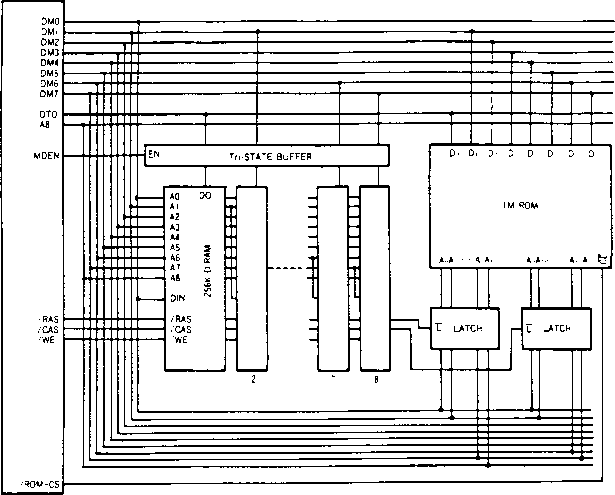 DM0
DM1
DM2
DM3
DM4
DM5
DM6
DM7
DT0
A8
MDEN
EN
TRI-STATE BUFFER
A0
DO
A1
A2
A3
A4
A5
A6
A7
A8
256K D RAM
DIN
/RAS
/CAS
/WE
/RAS
/CAS
/WE
2
8
1M ROM
LATCH
LATCH
/ROM-CS